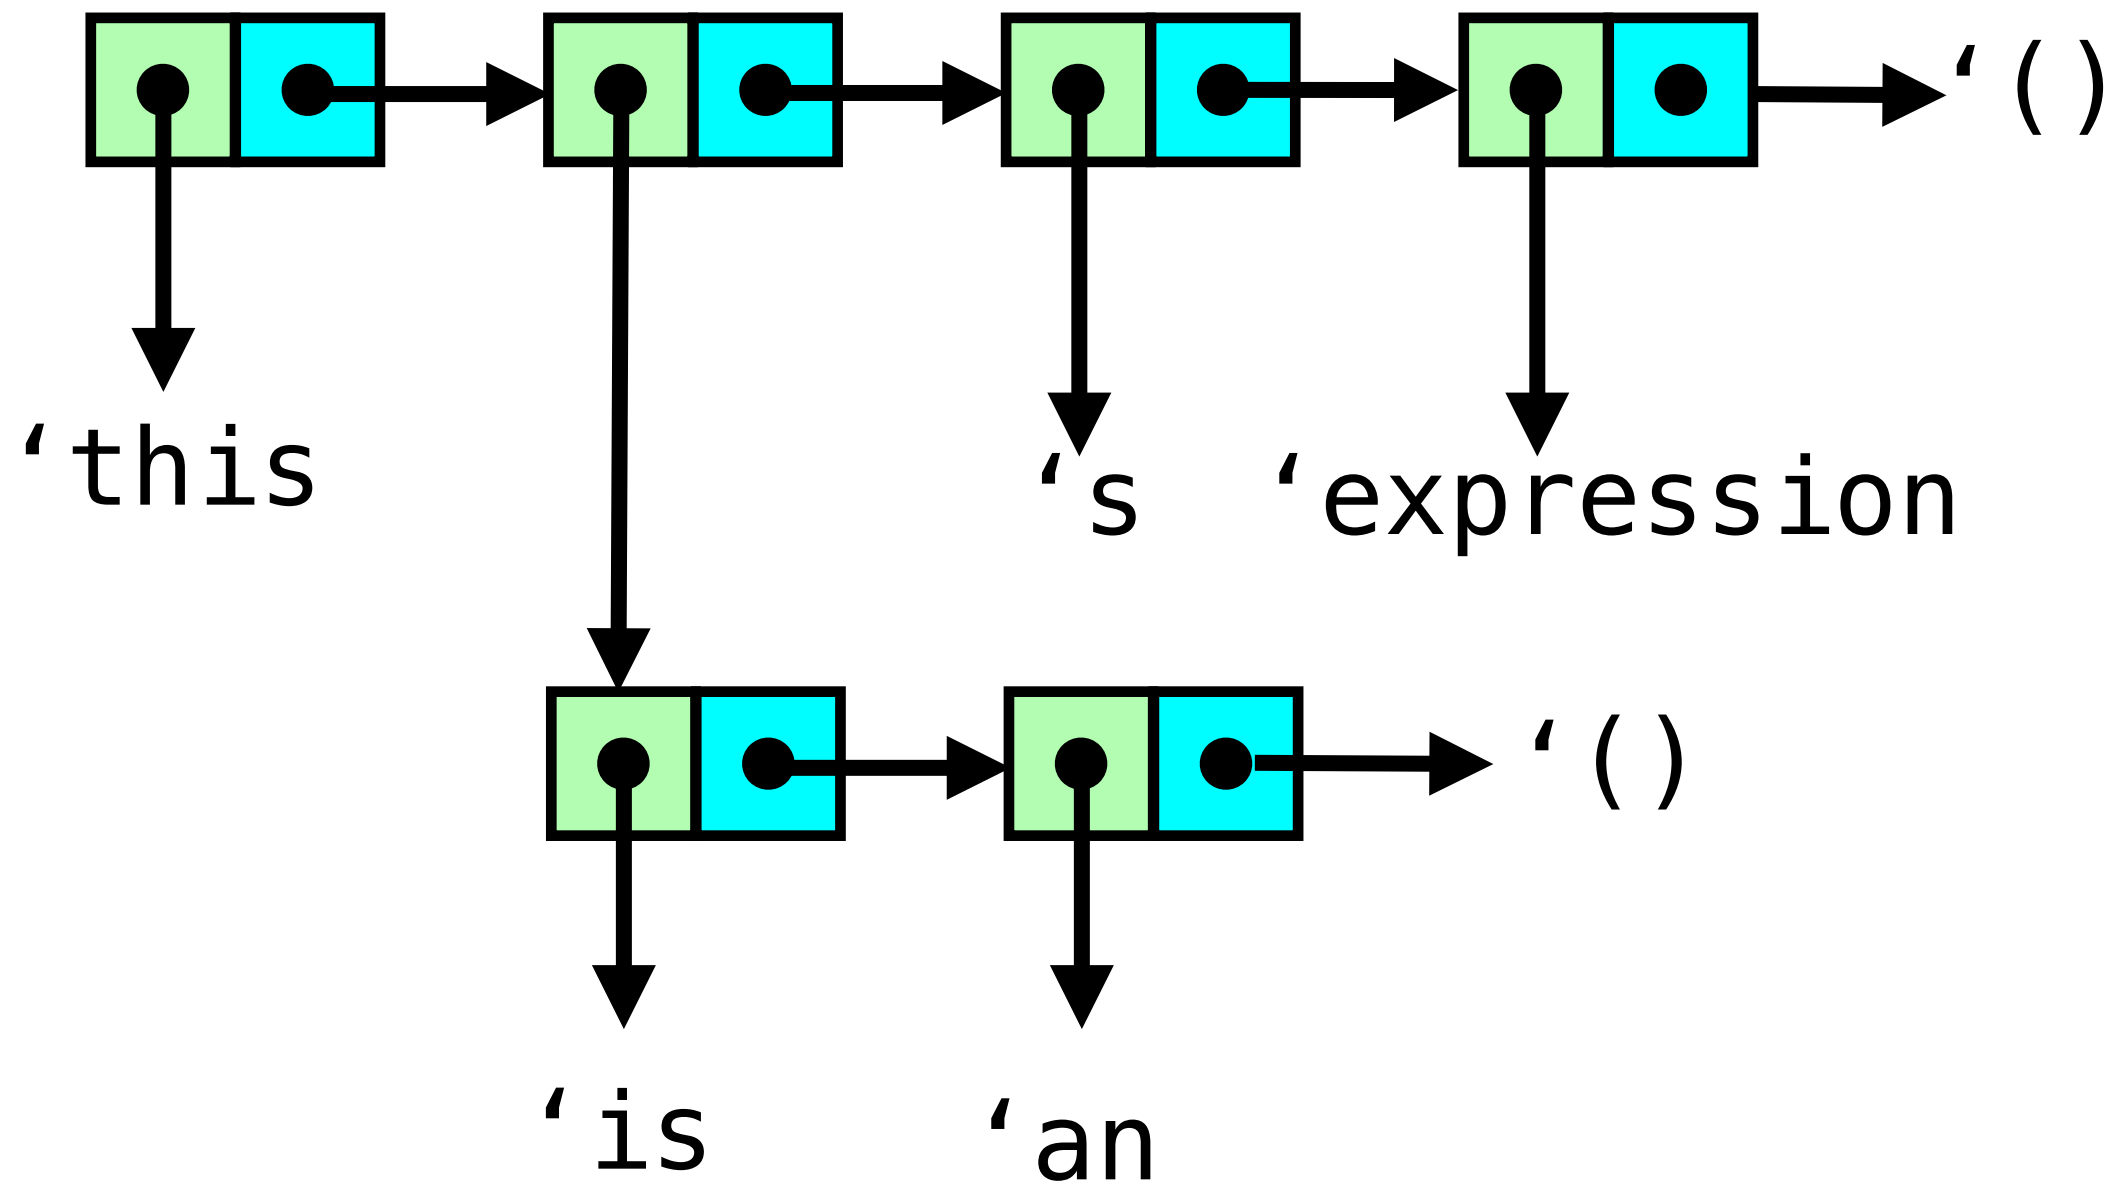 ‘()
‘this
‘s ‘expression
‘()
‘is ‘an